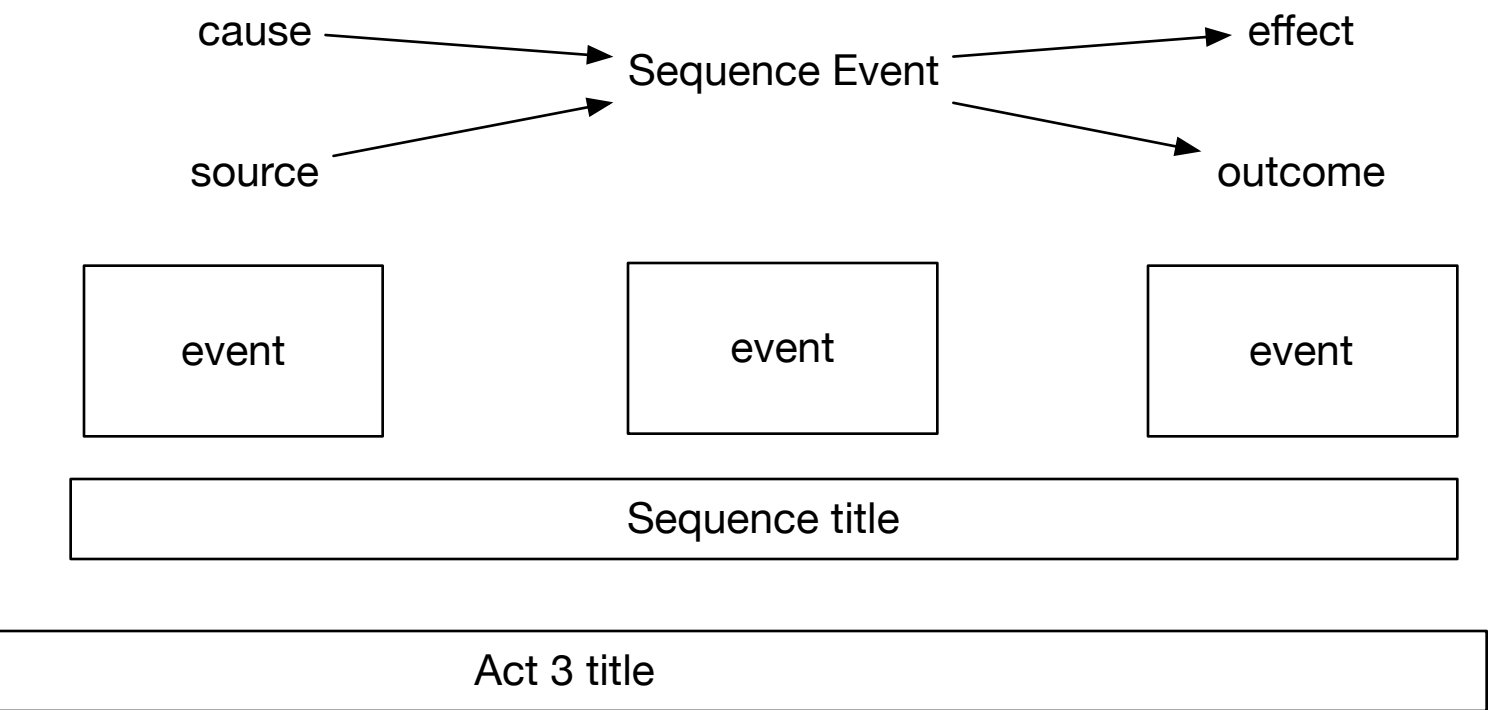 cause
effect
Sequence Event
source
outcome
event
event
event
Sequence title
Act 3 title